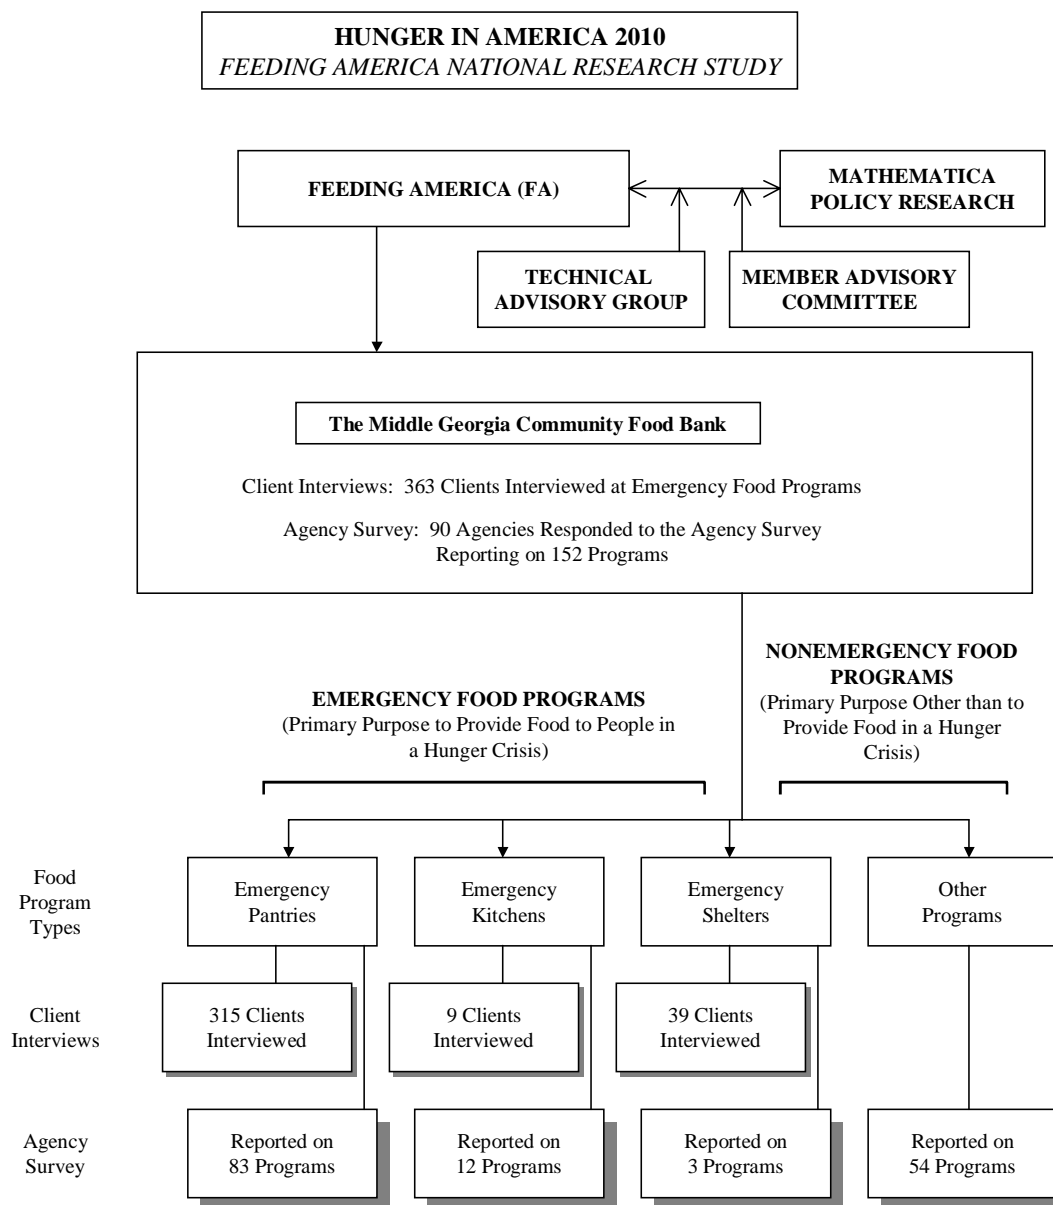 HUNGER IN AMERICA 2010
FEEDING AMERICA NATIONAL RESEARCH STUDY
FEEDING AMERICA (FA)
MATHEMATICA
POLICY RESEARCH
TECHNICAL
ADVISORY GROUP
MEMBER ADVISORY
COMMITTEE
The Middle Georgia Community Food Bank
Client Interviews:  363 Clients Interviewed at Emergency Food Programs
Agency Survey:  90 Agencies Responded to the Agency Survey
Reporting on 152 Programs
EMERGENCY FOOD PROGRAMS
(Primary Purpose to Provide Food to People in
a Hunger Crisis)
NONEMERGENCY FOOD
PROGRAMS
(Primary Purpose Other than to
Provide Food in a Hunger
Crisis)
Food
Program
Types
Emergency
Pantries
Emergency
Kitchens
Emergency
Shelters
Other
Programs
Client
Interviews
315 Clients
Interviewed
9 Clients
Interviewed
39 Clients
Interviewed
Agency
Survey
Reported on
83 Programs
Reported on
12 Programs
Reported on
3 Programs
Reported on
54 Programs